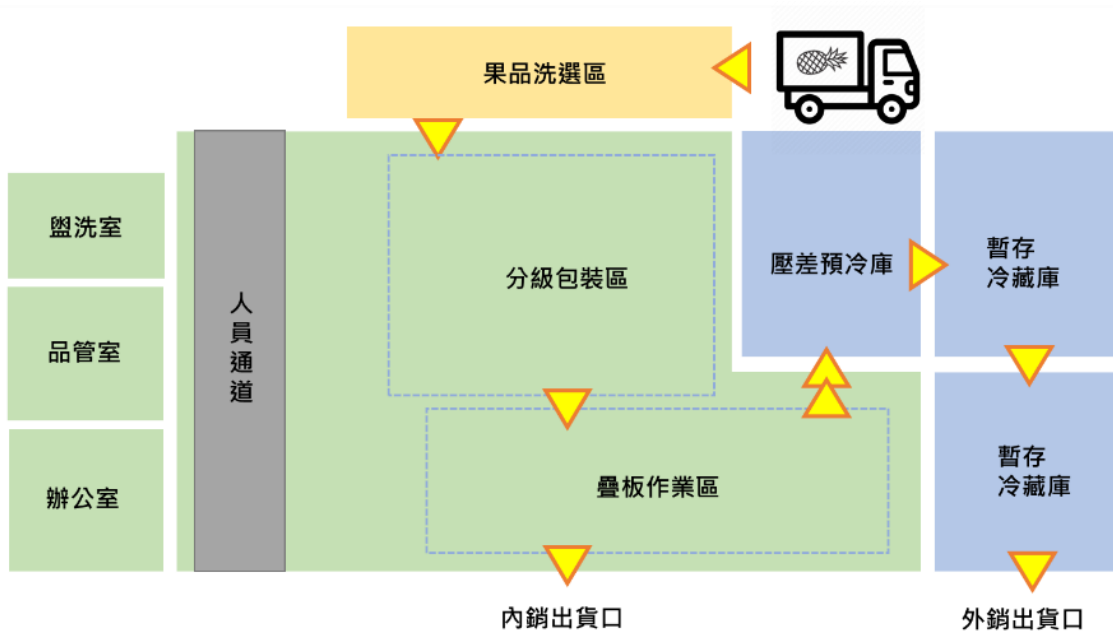 果品洗選區
盥洗室
品管室
辦公室
人員通道
分級包裝區
壓差預冷庫
暫存
冷藏庫
疊板作業區
暫存
冷藏庫
內銷出貨口
外銷出貨口